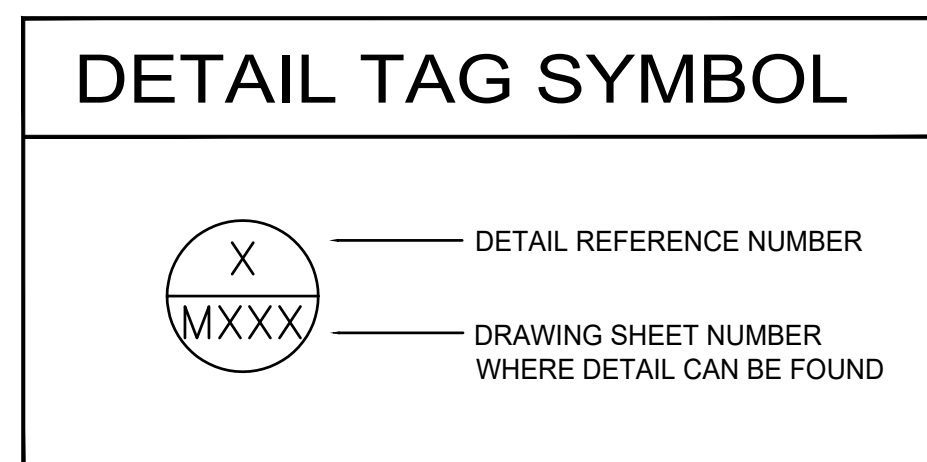 DETAIL TAG SYMBOL
X
DETAIL REFERENCE NUMBER
MXXX
DRAWING SHEET NUMBER
WHERE DETAIL CAN BE FOUND